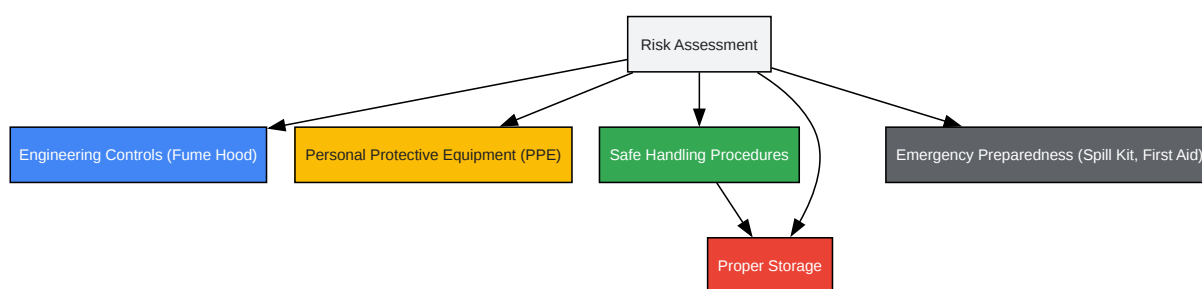 Risk Assessment
Engineering Controls (Fume Hood)
Personal Protective Equipment (PPE)
Safe Handling Procedures
Emergency Preparedness (Spill Kit, First Aid)
Proper Storage